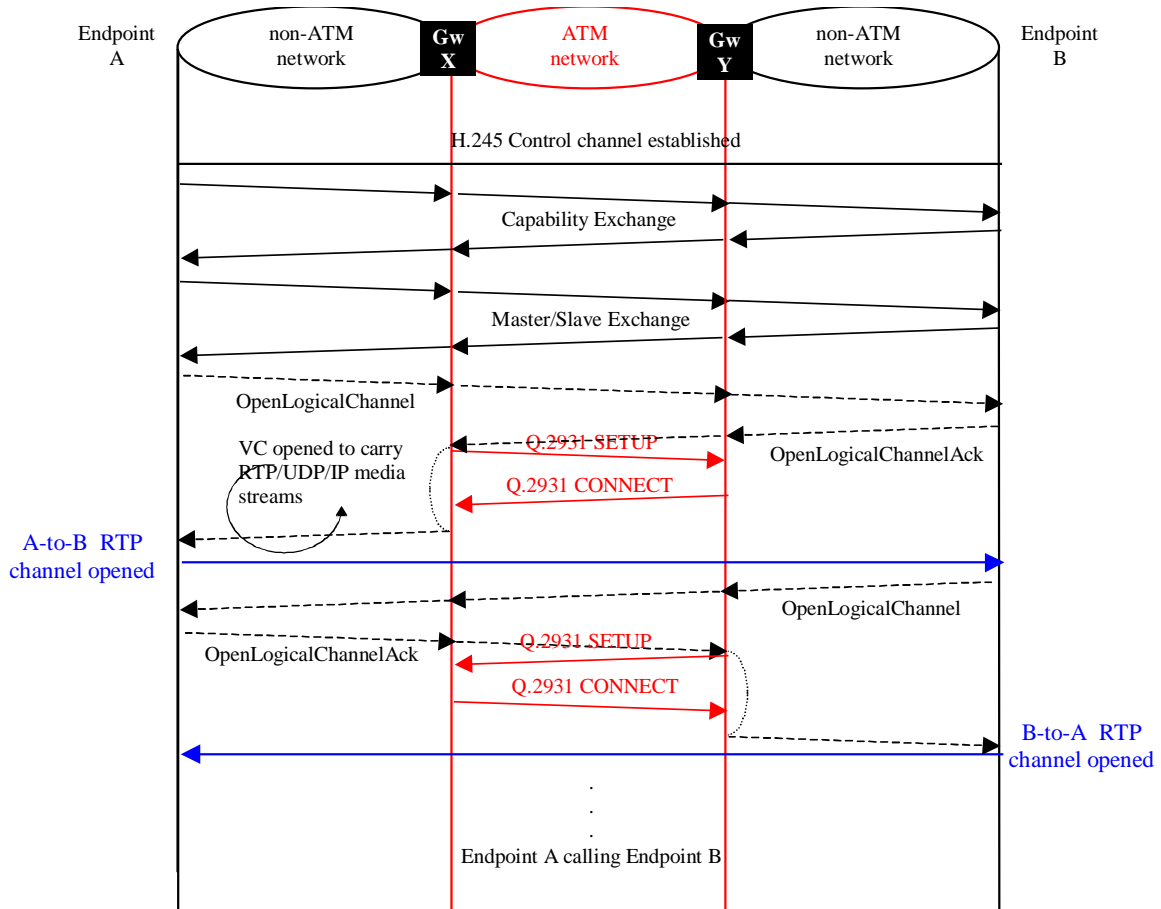 Endpoint
A
non-ATM
network
Gw
X
ATM
network
Gw
Y
non-ATM
network
Endpoint
B
H.245 Control channel established
Capability Exchange
Master/Slave Exchange
OpenLogicalChannel
VC opened to carry
RTP/UDP/IP media
streams
Q.2931 SETUP
OpenLogicalChannelAck
Q.2931 CONNECT
A-to-B RTP
channel opened
OpenLogicalChannel
Q.2931 SETUP
OpenLogicalChannelAck
Q.2931 CONNECT
B-to-A RTP
channel opened
.
.
.
Endpoint A calling Endpoint B